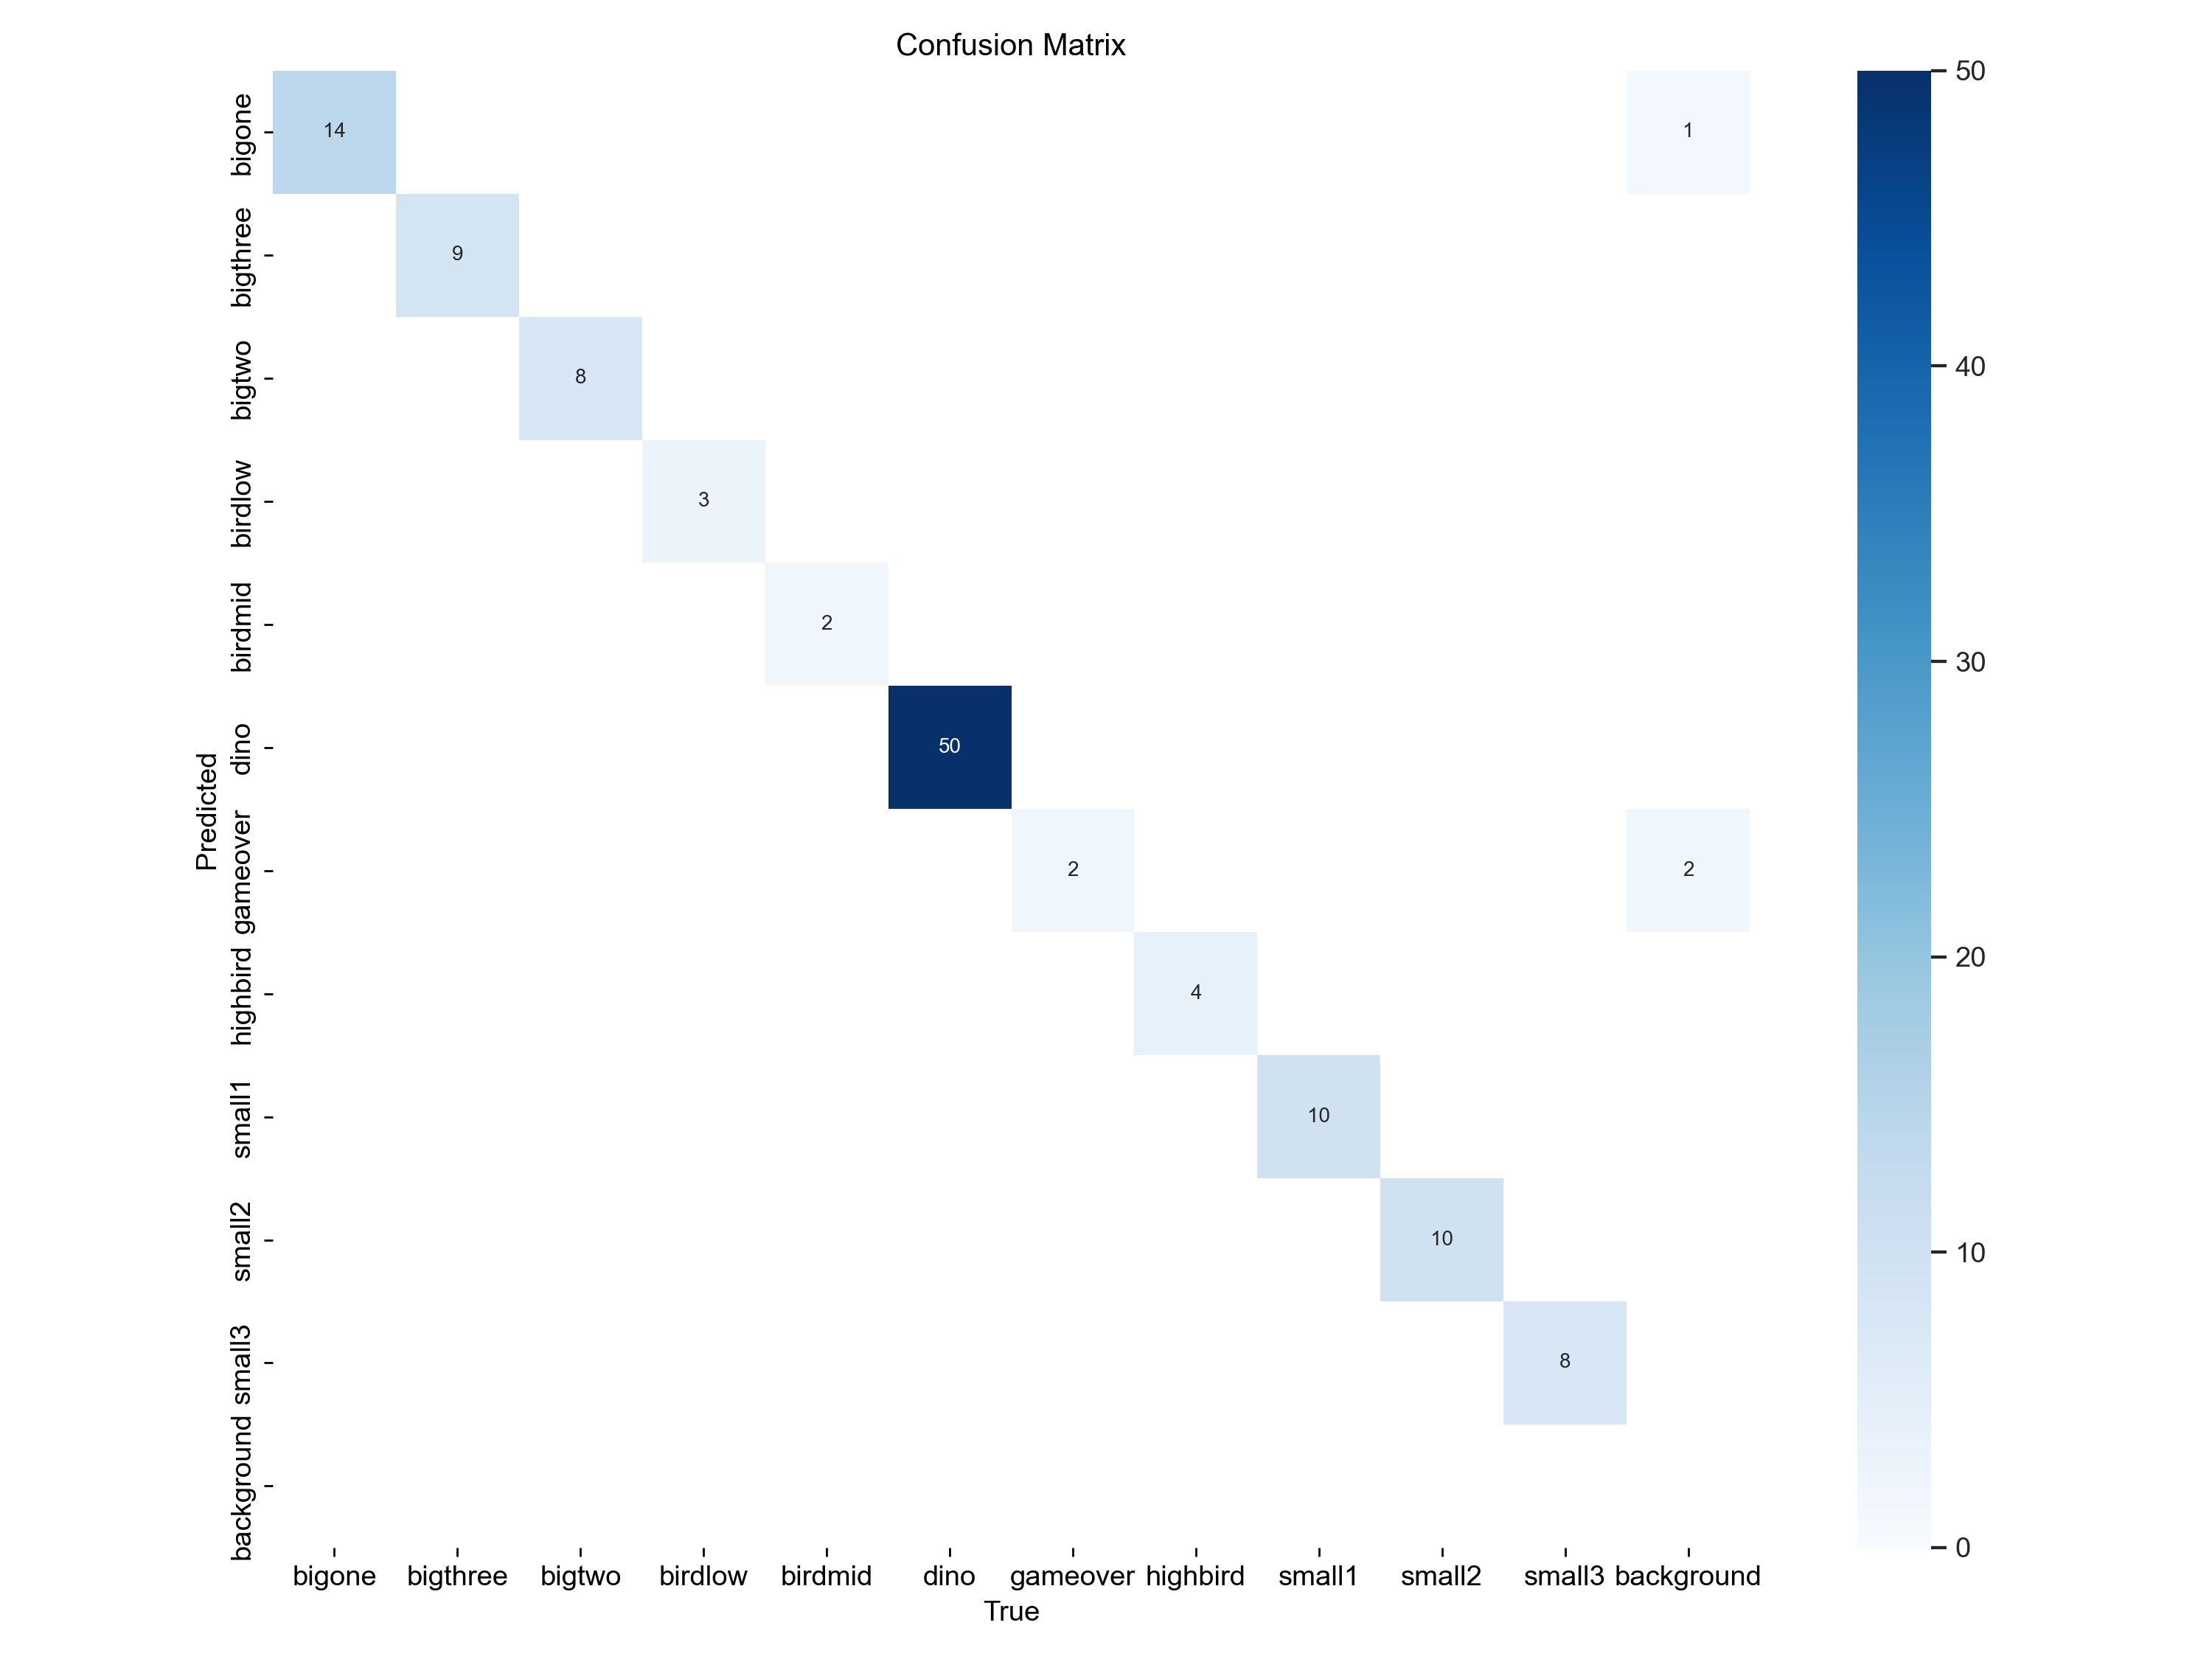 Confusion Matrix
bigone
14
1
bigthree
9
bigtwo
8
birdlow
3
birdmid
2
dino
50
gameover
2
2
highbird
4
small1
10
small2
10
small3
8
background
Predicted
bigone bigthree bigtwo birdlow birdmid dino gameover highbird small1 small2 small3 background
True
50
40
30
20
10
0